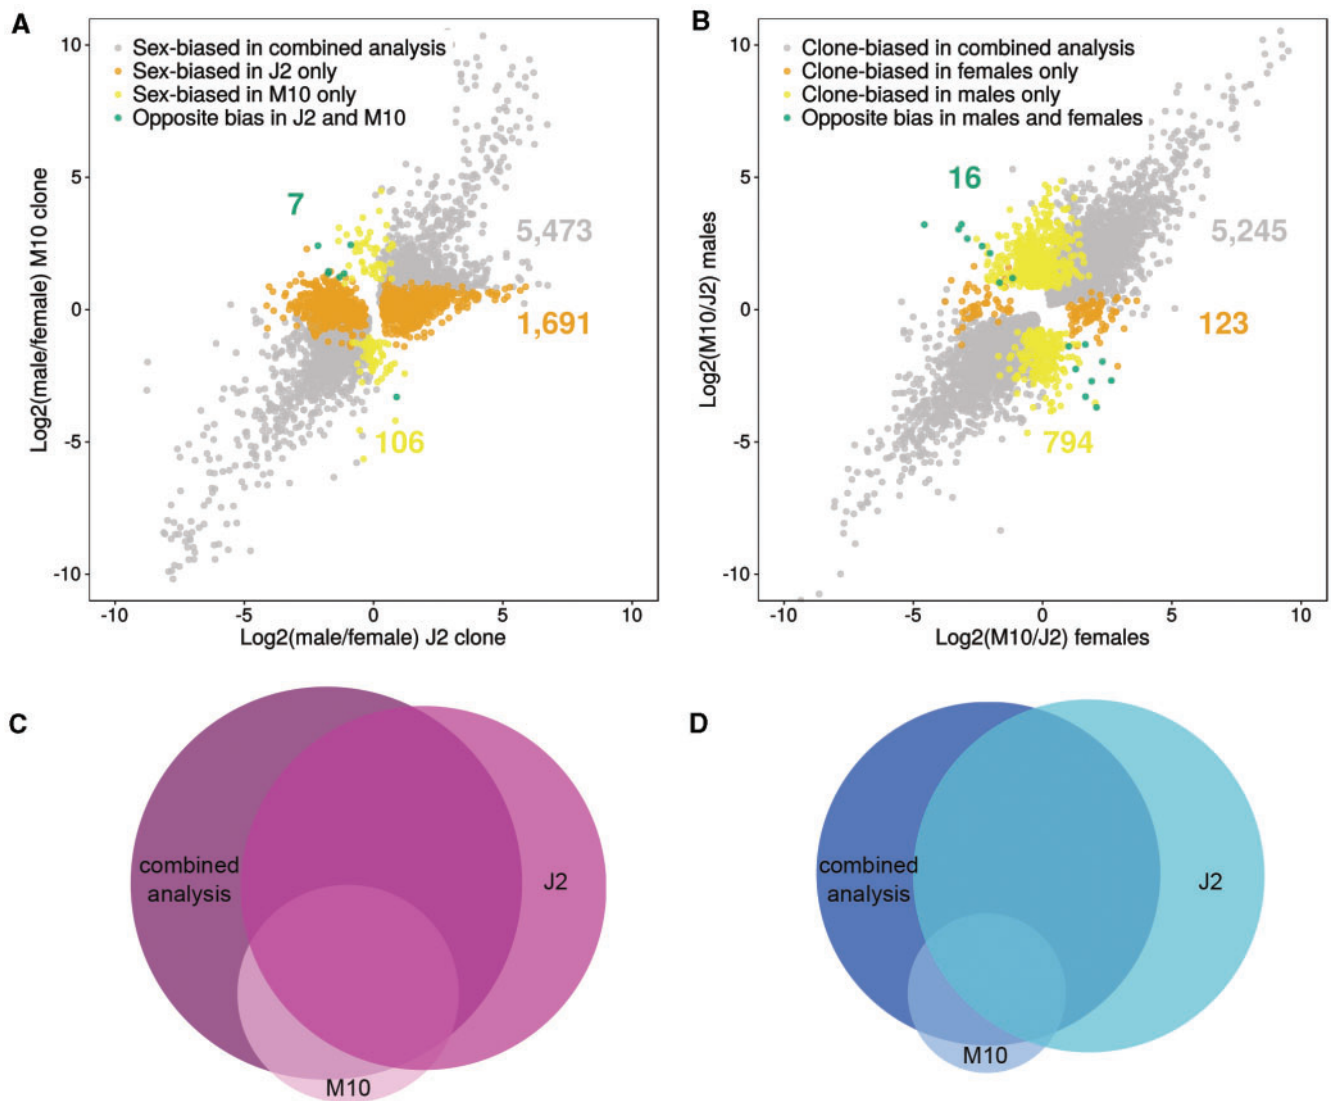 A
Sex-biased in combined analysis
Sex-biased in J2 only
Sex-biased in M10 only
Opposite bias in J2 and M10
10
5
0
-5
-10
7
5,473
1,691
106
Log2(male/female) M10 clone
-10
-5
0
5
10
Log2(male/female) J2 clone
B
Clone-biased in combined analysis
Clone-biased in females only
Clone-biased in males only
Opposite bias in males and females
10
5
0
-5
-10
16
5,245
123
794
Log2(M10/J2) males
-10
-5
0
5
10
Log2(M10/J2) females
C
combined
analysis
J2
M10
D
combined
analysis
J2
M10